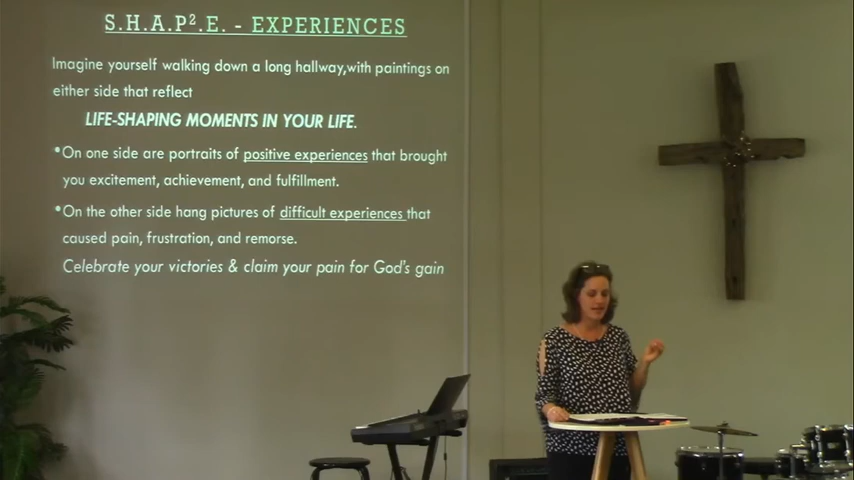 S.H.A.P².E. - EXPERIENCES
Imagine yourself walking down a long hallway,with paintings on
either side that reflect
LIFE-SHAPING MOMENTS IN YOUR LIFE.
•On one side are portraits of positive experiences that brought
you excitement, achievement, and fulfillment.
•On the other side hang pictures of difficult experiences that
caused pain, frustration, and remorse.
Celebrate your victories & claim your pain for God's gain